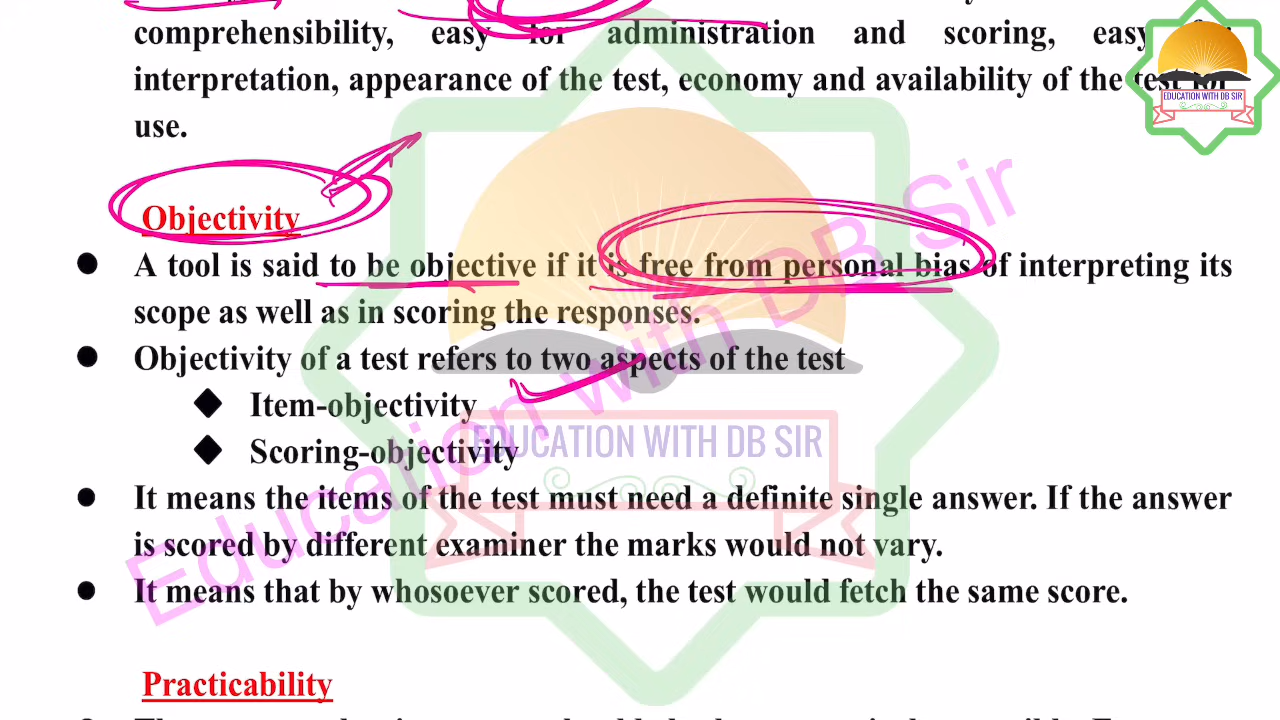 comprehensibility, easy for administration and scoring, easy for
interpretation, appearance of the test, economy and availability of the test for
use.
EDUCATION WITH DB SIR
Objectivity
● A tool is said to be objective if it is free from personal bias of interpreting its
scope as well as in scoring the responses.
● Objectivity of a test refers to two aspects of the test
◆ Item-objectivity
◆ Scoring-objectivity
EDUCATION WITH DB SIR
Education with DB Sir
● It means the items of the test must need a definite single answer. If the answer
is scored by different examiner the marks would not vary.
● It means that by whosoever scored, the test would fetch the same score.
Practicability